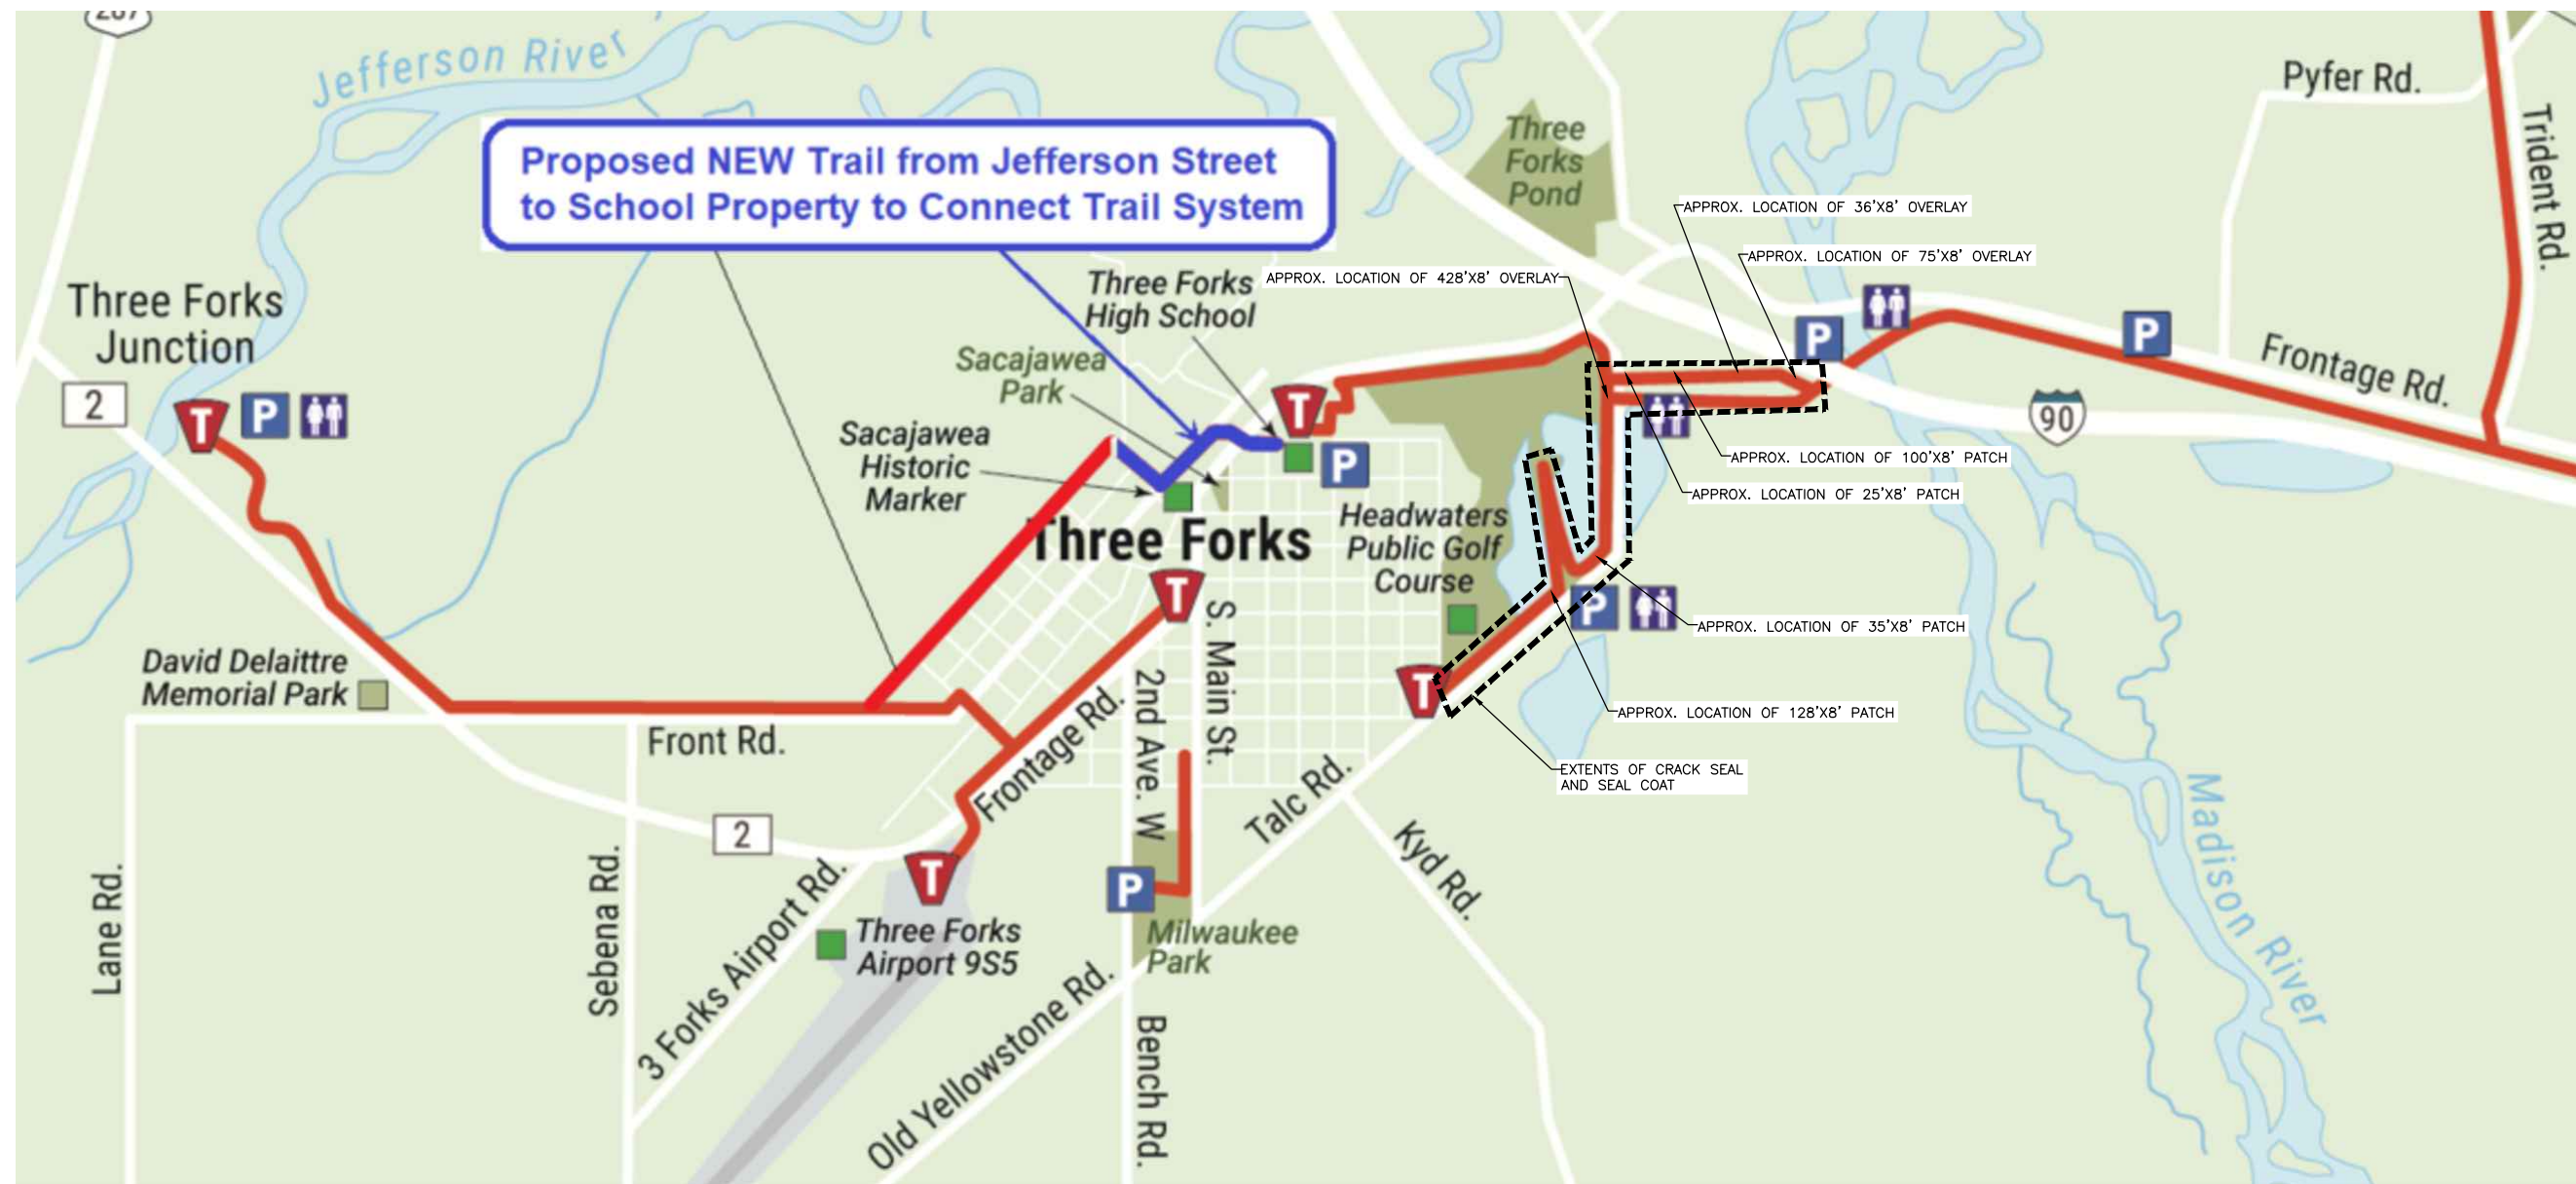 287
Jefferson River
Pyfer Rd.
Trident Rd.
Three
Forks
Pond
Proposed NEW Trail from Jefferson Street
to School Property to Connect Trail System
APPROX. LOCATION OF 36'X8' OVERLAY
APPROX. LOCATION OF 75'X8' OVERLAY
APPROX. LOCATION OF 428'X8' OVERLAY
Three Forks
High School
Three Forks
Junction
2
T
P
P
P
Frontage Rd.
90
Sacajawea
Park
T
P
Sacajawea
Historic
Marker
APPROX. LOCATION OF 100'X8' PATCH
APPROX. LOCATION OF 25'X8' PATCH
Three Forks
Headwaters
Public Golf
Course
T
P
APPROX. LOCATION OF 35'X8' PATCH
David Delaittre
Memorial Park
S. Main St.
2nd Ave. W
T
APPROX. LOCATION OF 128'X8' PATCH
Front Rd.
Frontage Rd.
EXTENTS OF CRACK SEAL
AND SEAL COAT
Talc Rd.
2
Kyd Rd.
Madison River
T
P
Lane Rd.
Sebena Rd.
3 Forks Airport Rd.
Three Forks
Airport 9S5
Milwaukee
Park
Old Yellowstone Rd.
Bench Rd.